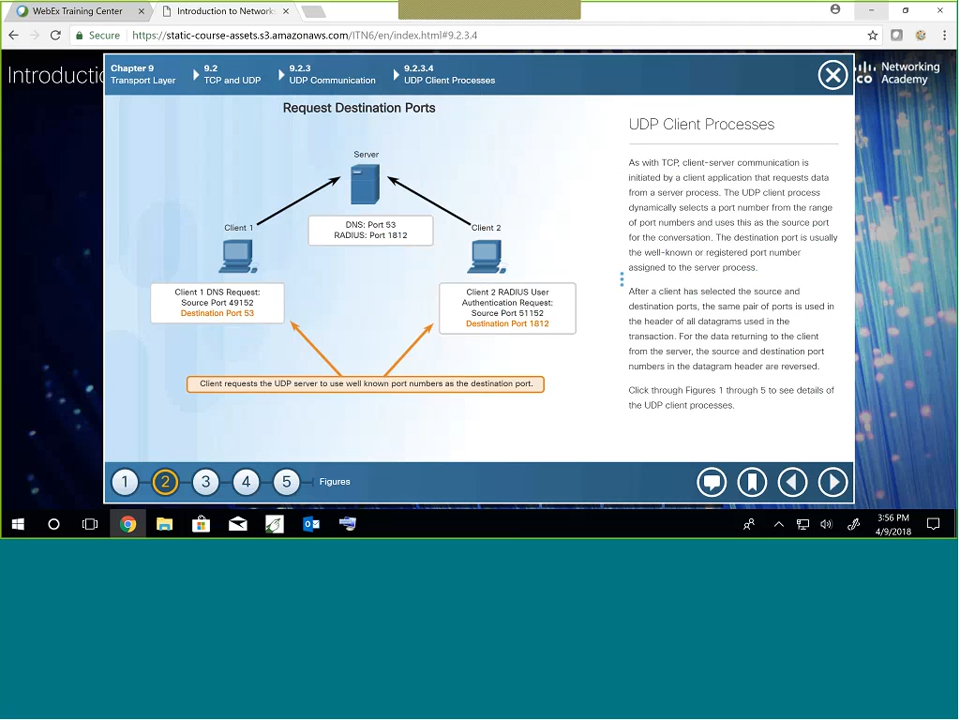 WebEx Training Center
Introduction to Network
Secure
https://static-course-assets.s3.amazonaws.com/ITN6/en/index.html#9.2.3.4
Introductio
Networking
Academy
Chapter 9
Transport Layer
9.2
TCP and UDP
9.2.3
UDP Communication
9.2.3.4
UDP Client Processes
Request Destination Ports
Server
DNS: Port 53
RADIUS: Port 1812
Client 1
Client 2
Client 1 DNS Request:
Source Port 49152
Destination Port 53
Client 2 RADIUS User
Authentication Request:
Source Port 51152
Destination Port 1812
Client requests the UDP server to use well known port numbers as the destination port.
UDP Client Processes
As with TCP, client-server communication is
initiated by a client application that requests data
from a server process. The UDP client process
dynamically selects a port number from the range
of port numbers and uses this as the source port
for the conversation. The destination port is usually
the well-known or registered port number
assigned to the server process.
After a client has selected the source and
destination ports, the same pair of ports is used in
the header of all datagrams used in the
transaction. For the data returning to the client
from the server, the source and destination port
numbers in the datagram header are reversed.
Click through Figures 1 through 5 to see details of
the UDP client processes.
1
2
3
4
5
Figures
3:56 PM
4/9/2018